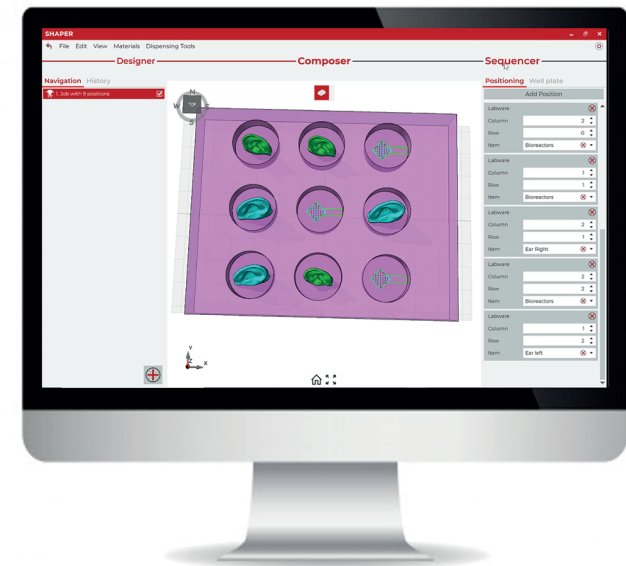 SHAPER
File Edit View Materials Dispensing Tools
Designer Composer Sequencer
Navigation History
1. Job with 9 positions
N
W TOP E
S
Y
Z X
Positioning Well plate
Add Position
Labware
Column 2
Row 0
Item Bioreactors
Labware
Column 1
Row 1
Item Bioreactors
Labware
Column 2
Row 1
Item Ear Right
Labware
Column 2
Row 2
Item Bioreactors
Labware
Column 1
Row 2
Item Ear left